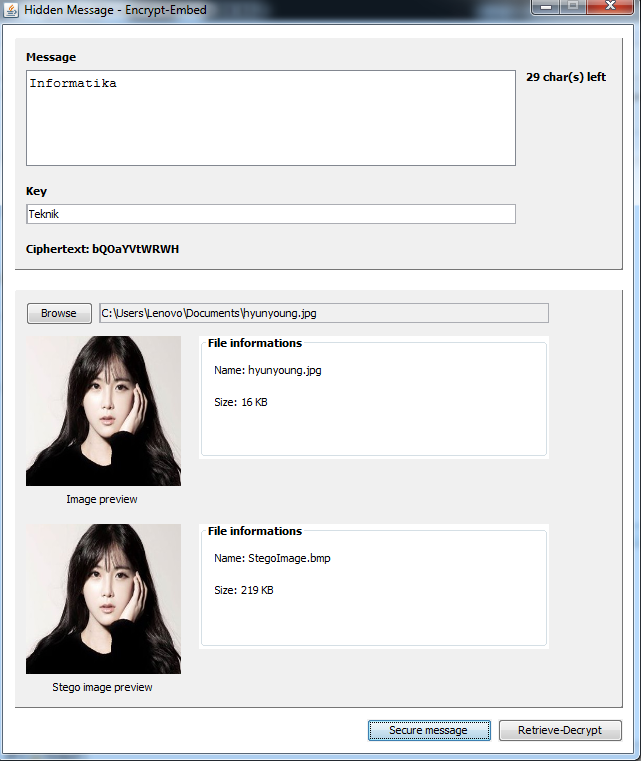 Hidden Message - Encrypt-Embed
Message
Informatika
29 char(s) left
Key
Teknik
Ciphertext: bQOaYVtWRWH
Browse
C:\Users\Lenovo\Documents\hyunyoung.jpg
File informations
Name: hyunyoung.jpg
Size: 16 KB
Image preview
File informations
Name: StegoImage.bmp
Size: 219 KB
Stego image preview
Secure message
Retrieve-Decrypt